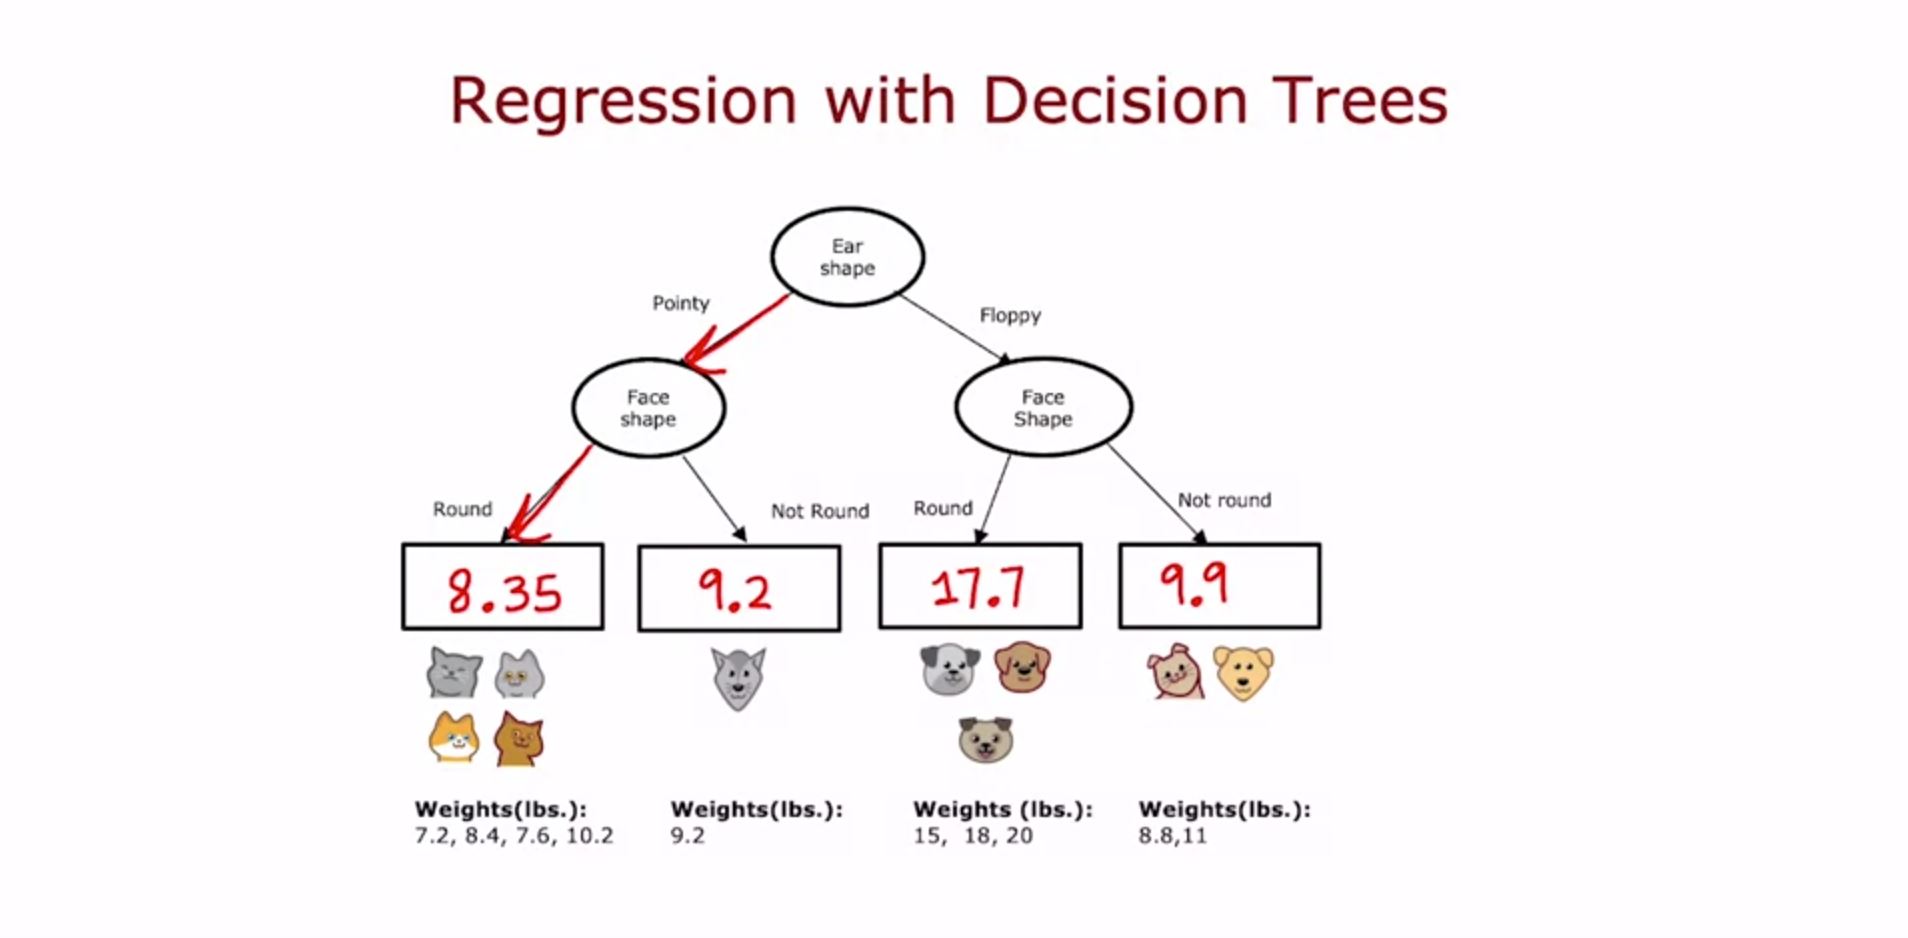 Regression with Decision Trees
Ear
shape
Pointy
Floppy
Face
shape
Face
Shape
Round
Not Round
Round
Not round
8.35
9.2
17.7
9.9
Weights(lbs.):
7.2, 8.4, 7.6, 10.2
Weights(lbs.):
9.2
Weights (lbs.):
15, 18, 20
Weights(lbs.):
8.8,11